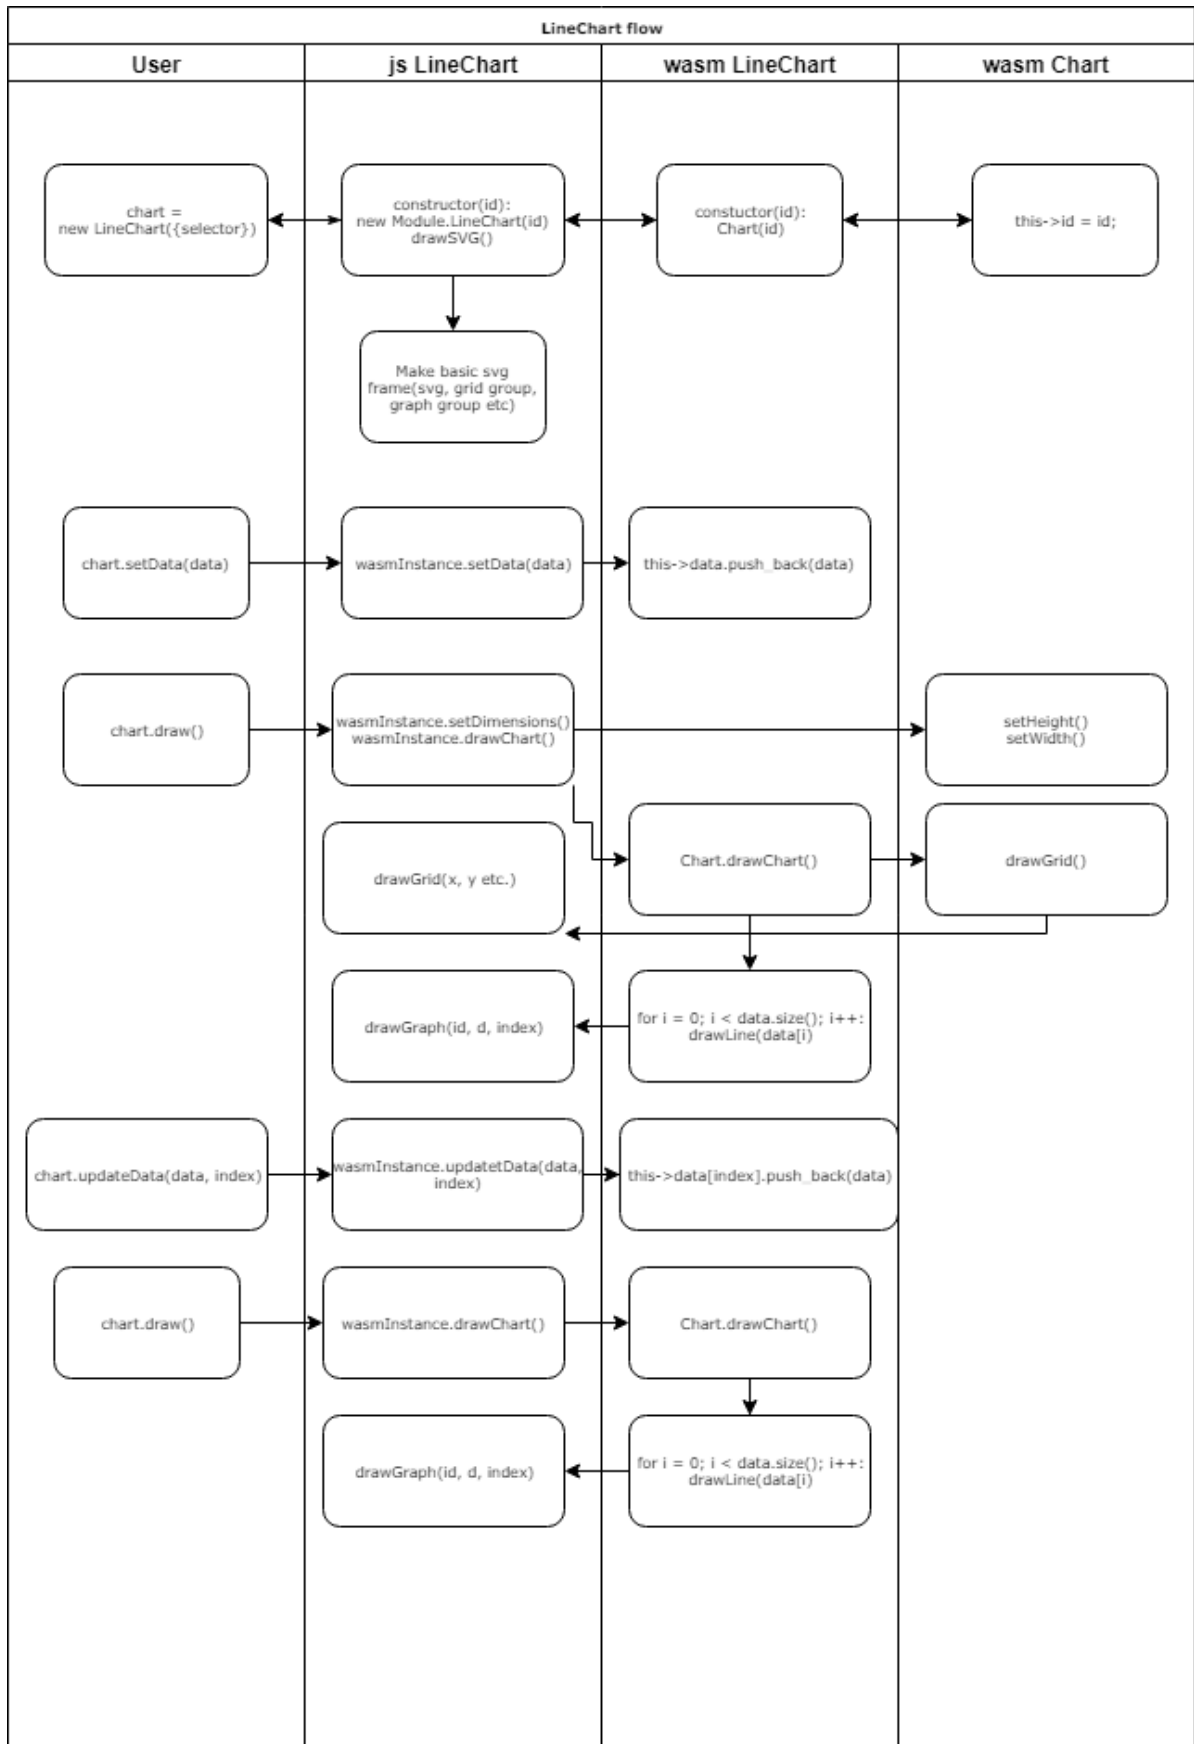 LineChart flow
User
js LineChart
wasm LineChart
wasm Chart
chart =
new LineChart({selector})
constructor(id):
new Module.LineChart(id)
drawSVG()
constuctor(id):
Chart(id)
this->id = id;
Make basic svg
frame(svg, grid group,
graph group etc)
chart.setData(data)
wasmInstance.setData(data)
this->data.push_back(data)
chart.draw()
wasmInstance.setDimensions()
wasmInstance.drawChart()
setHeight()
setWidth()
drawGrid(x, y etc.)
Chart.drawChart()
drawGrid()
drawGraph(id, d, index)
for i = 0; i < data.size(); i++:
drawLine(data[i)
chart.updateData(data, index)
wasmInstance.updatetData(data,
index)
this->data[index].push_back(data)
chart.draw()
wasmInstance.drawChart()
Chart.drawChart()
drawGraph(id, d, index)
for i = 0; i < data.size(); i++:
drawLine(data[i)